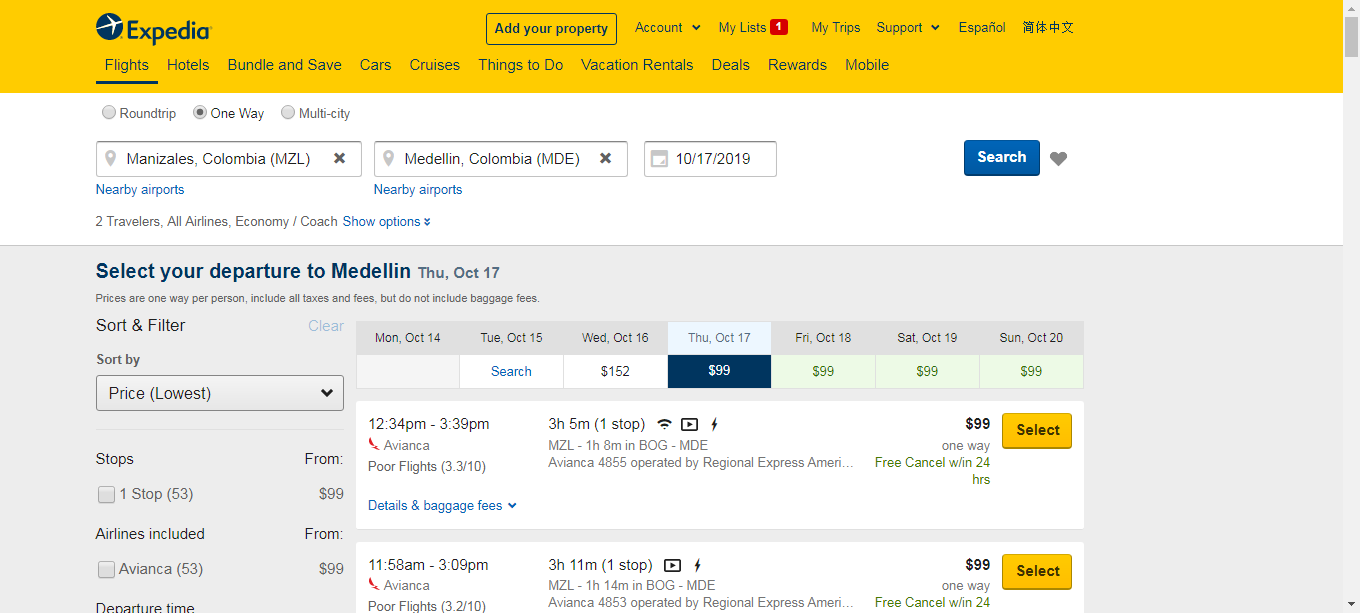 Expedia
Add your property
Account
My Lists 1
My Trips
Support
Español
简体中文
Flights
Hotels
Bundle and Save
Cars
Cruises
Things to Do
Vacation Rentals
Deals
Rewards
Mobile
Roundtrip
One Way
Multi-city
Manizales, Colombia (MZL)
Medellin, Colombia (MDE)
10/17/2019
Search
Nearby airports
Nearby airports
2 Travelers, All Airlines, Economy / Coach Show options
Select your departure to Medellin Thu, Oct 17
Prices are one way per person, include all taxes and fees, but do not include baggage fees.
Sort & Filter
Clear
Sort by
Price (Lowest)
Stops
From:
1 Stop (53)
$99
Airlines included
From:
Avianca (53)
$99
Departure time
Mon, Oct 14
Tue, Oct 15
Wed, Oct 16
Thu, Oct 17
Fri, Oct 18
Sat, Oct 19
Sun, Oct 20
Search
$152
$99
$99
$99
$99
12:34pm - 3:39pm
Avianca
Poor Flights (3.3/10)
3h 5m (1 stop)
MZL - 1h 8m in BOG - MDE
Avianca 4855 operated by Regional Express Ameri...
$99
one way
Free Cancel w/in 24
hrs
Select
Details & baggage fees
11:58am - 3:09pm
Avianca
Poor Flights (3.2/10)
3h 11m (1 stop)
MZL - 1h 14m in BOG - MDE
Avianca 4853 operated by Regional Express Ameri...
$99
one way
Free Cancel w/in 24
Select